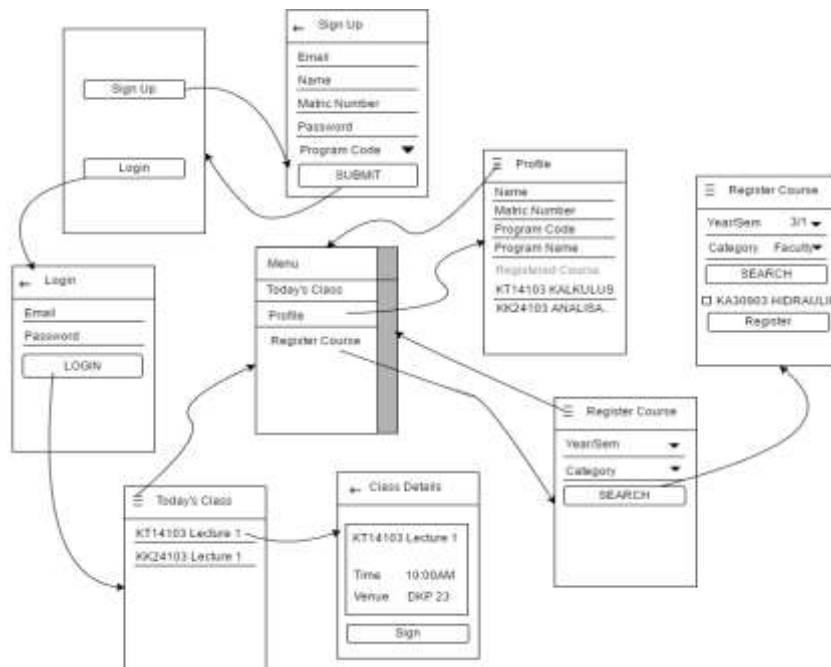 Sign Up
Login
← Sign Up
Email
Name
Matric Number
Password
Program Code
SUBMIT
← Login
Email
Password
LOGIN
Menu
Today's Class
Profile
Register Course
☰ Profile
Name
Matric Number
Program Code
Program Name
Registered Course
KT14103 KALKULUS
KK24103 ANALISA..
☰ Register Course
Year/Sem 3/1
Category Faculty
SEARCH
☐ KA30903 HIDRAULI
Register
☰ Register Course
Year/Sem
Category
SEARCH
☰ Today's Class
KT14103 Lecture 1
KK24103 Lecture 1
← Class Details
KT14103 Lecture 1
Time 10:00AM
Venue DKP 23
Sign